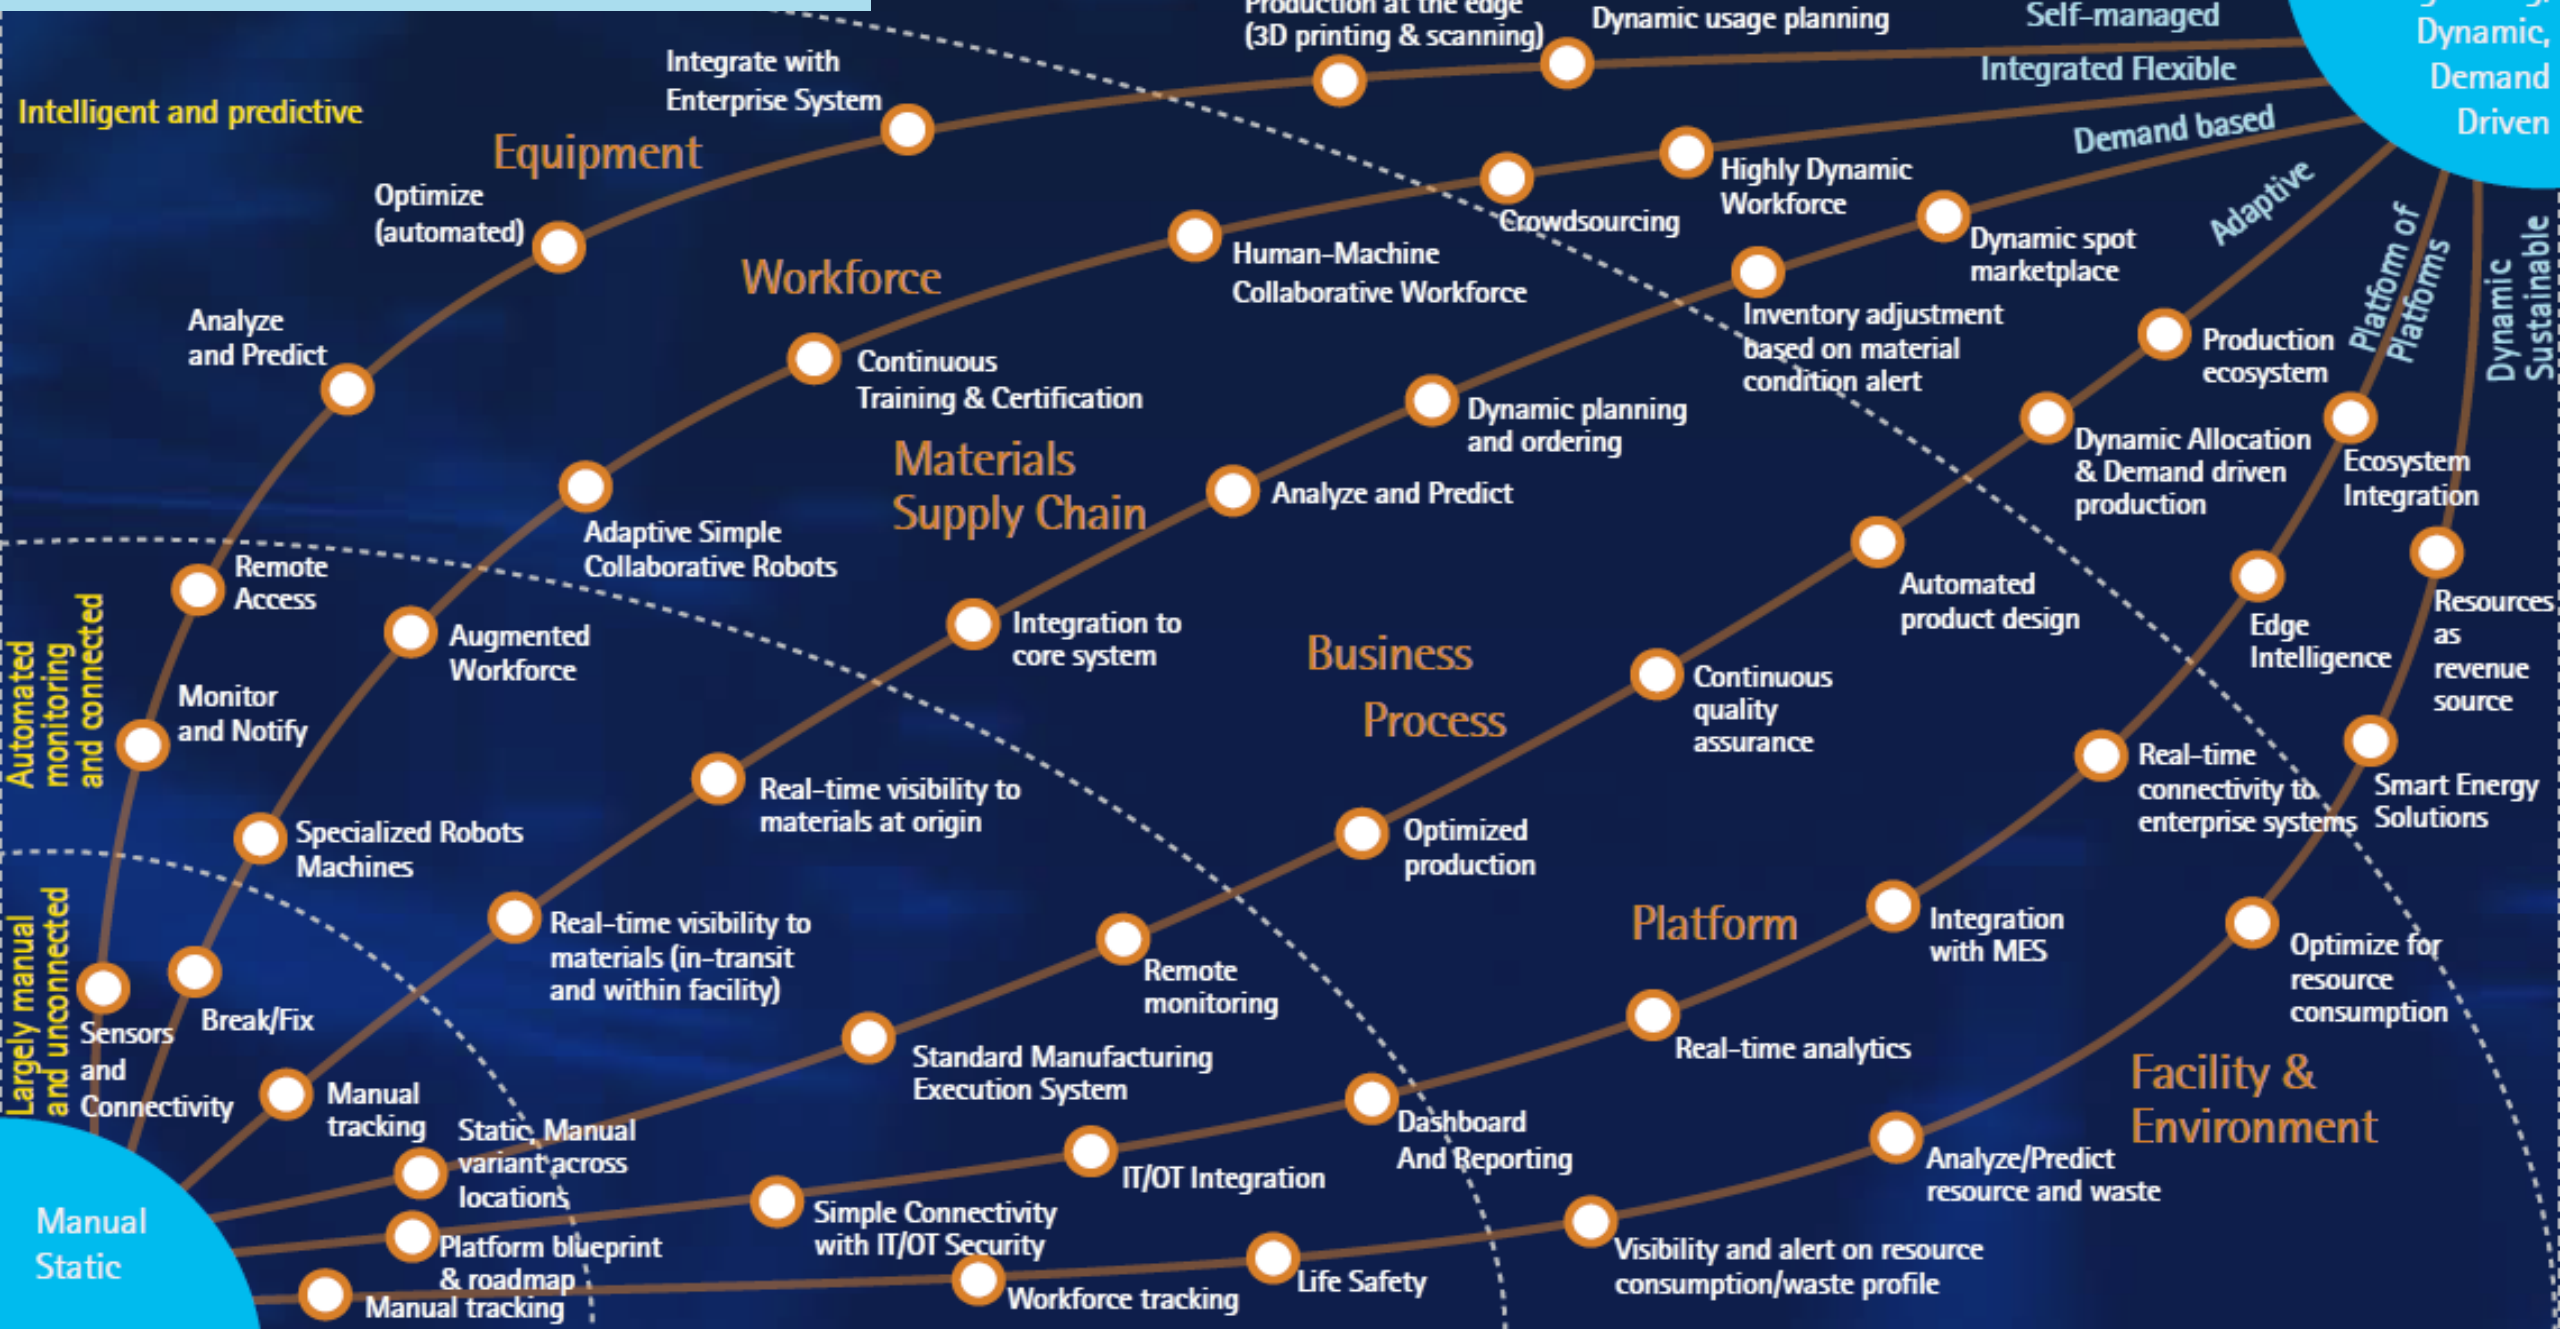 Production at the edge
(3D printing & scanning)
Dynamic usage planning
Self-managed
Integrated Flexible
Demand based
Adaptive
Platform of
Platforms
Dynamic
Sustainable
Dynamic,
Demand
Driven
Intelligent and predictive
Integrate with
Enterprise System
Equipment
Optimize
(automated)
Analyze
and Predict
Remote
Access
Monitor
and Notify
Sensors
and
Connectivity
Highly Dynamic
Workforce
Crowdsourcing
Human-Machine
Collaborative Workforce
Workforce
Continuous
Training & Certification
Adaptive Simple
Collaborative Robots
Augmented
Workforce
Specialized Robots
Machines
Break/Fix
Dynamic spot
marketplace
Inventory adjustment
based on material
condition alert
Dynamic planning
and ordering
Materials
Supply Chain
Analyze and Predict
Integration to
core system
Real-time visibility to
materials at origin
Real-time visibility to
materials (in-transit
and within facility)
Manual
tracking
Production
ecosystem
Dynamic Allocation
& Demand driven
production
Automated
product design
Continuous
quality
assurance
Business
Process
Optimized
production
Remote
monitoring
Standard Manufacturing
Execution System
Static, Manual
variant across
locations
Ecosystem
Integration
Edge
Intelligence
Real-time
connectivity to
enterprise systems
Integration
with MES
Platform
Real-time analytics
Dashboard
And Reporting
IT/OT Integration
Simple Connectivity
with IT/OT Security
Platform blueprint
& roadmap
Resources
as
revenue
source
Smart Energy
Solutions
Optimize for
resource
consumption
Facility &
Environment
Analyze/Predict
resource and waste
Visibility and alert on resource
consumption/waste profile
Life Safety
Workforce tracking
Manual tracking
Automated
monitoring
and connected
Largely manual
and unconnected
Manual
Static